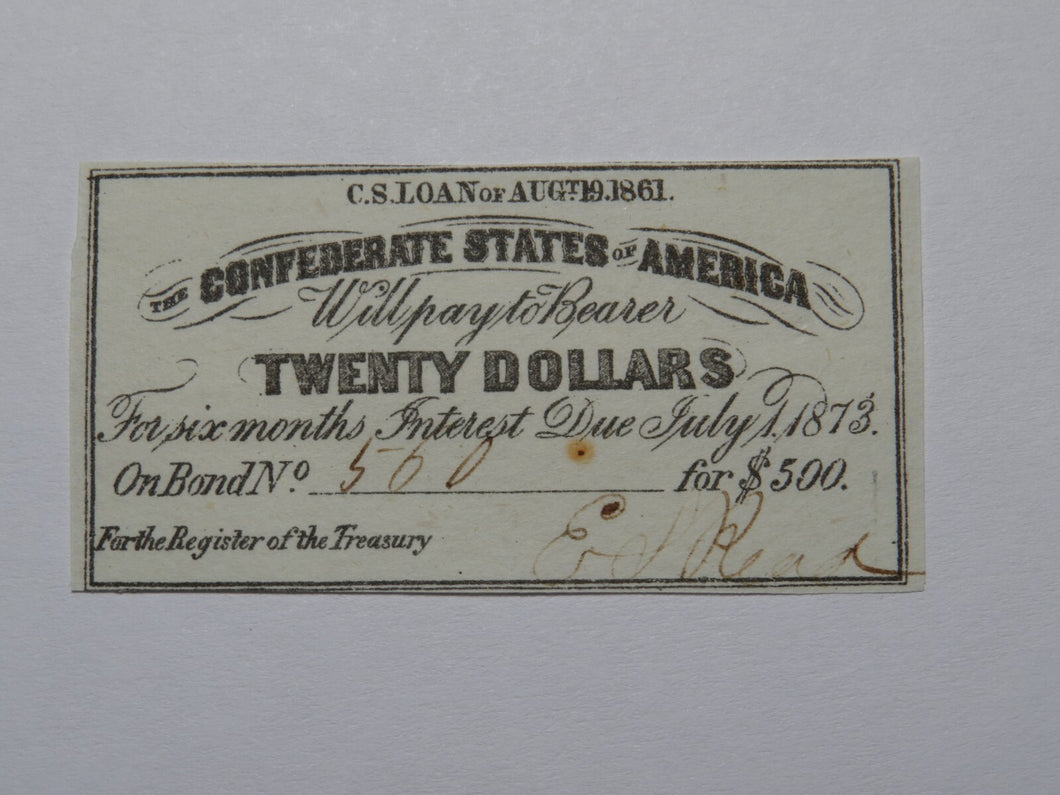 C.S. LOAN OF AUGT. 19. 1861.
THE CONFEDERATE STATES OF AMERICA
Will pay to Bearer
TWENTY DOLLARS
For six months Interest Due July 1, 1873.
On Bond No. 560 for $500.
For the Register of the Treasury E S Read